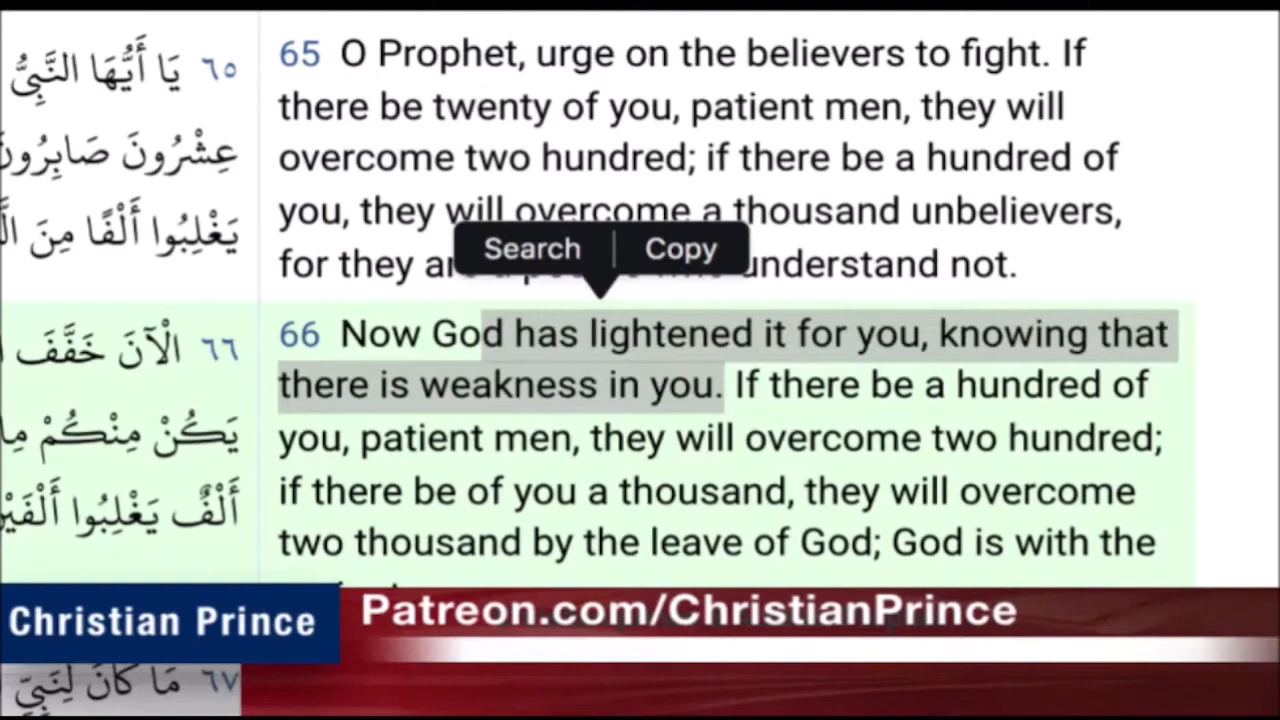 ٦٥ يَا أَيُّهَا النَّبِيُّ
عِشْرُونَ صَابِرُونَ
يَغْلِبُوا أَلْفًا مِنَ
65 O Prophet, urge on the believers to fight. If
there be twenty of you, patient men, they will
overcome two hundred; if there be a hundred of
you, they will overcome a thousand unbelievers,
Search | Copy
for they understand not.
٦٦ الْآنَ خَفَّفَ
يَكُنْ مِنْكُمْ
أَلْفٌ يَغْلِبُوا
66 Now God has lightened it for you, knowing that
there is weakness in you. If there be a hundred of
you, patient men, they will overcome two hundred;
if there be of you a thousand, they will overcome
two thousand by the leave of God; God is with the
Christian Prince
Patreon.com/ChristianPrince
٦٧ مَا كَانَ لِنَبِيٍّ